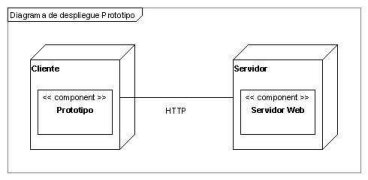 Diagrama de despliegue Prototipo
Cliente
Servidor
<< component >>
Prototipo
HTTP
<< component >>
Servidor Web